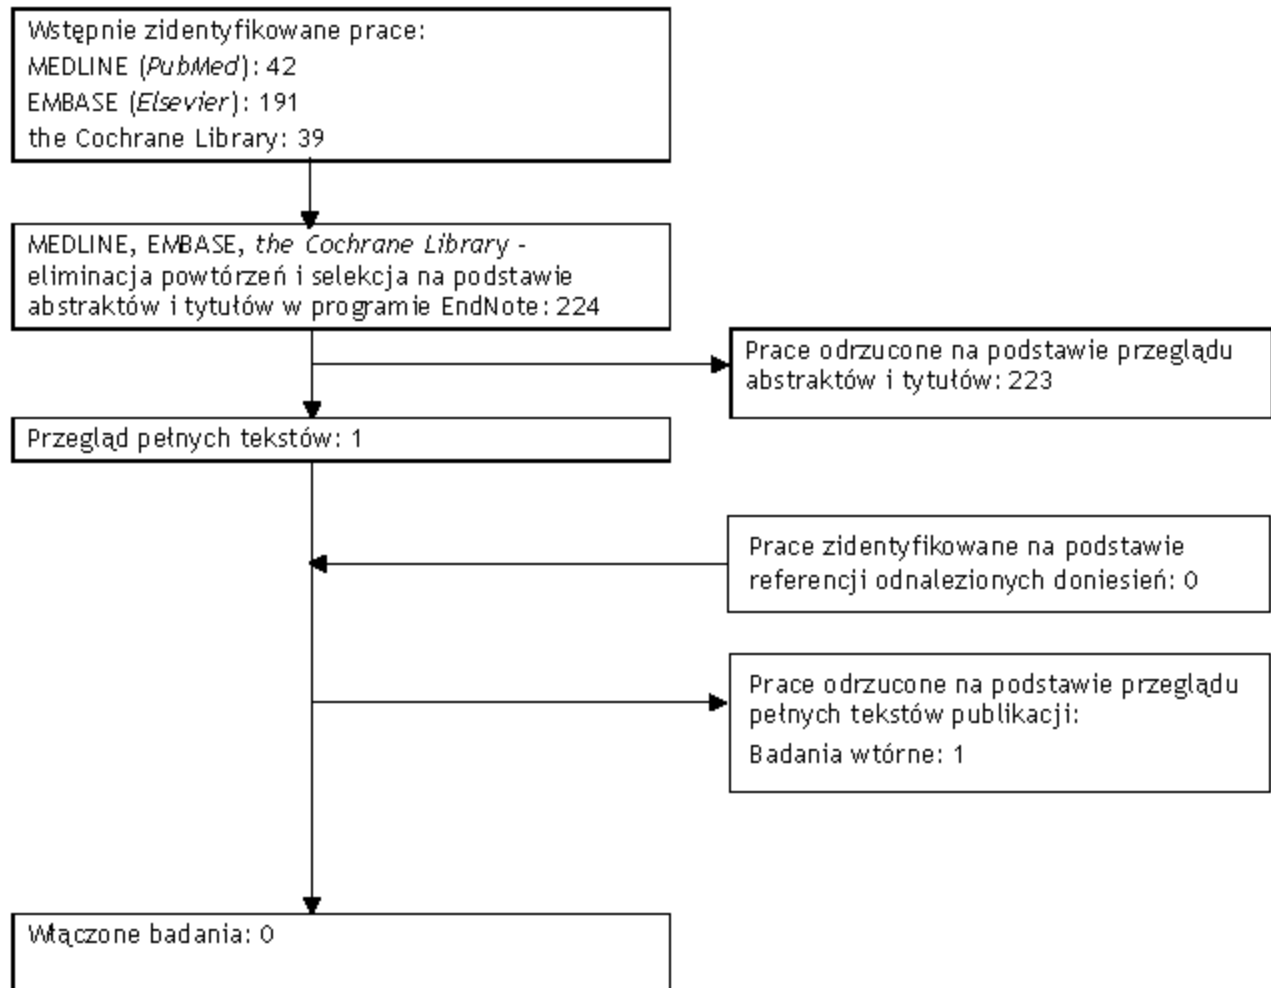 Wstępnie zidentyfikowane prace:
MEDLINE (PubMed): 42
EMBASE (Elsevier): 191
the Cochrane Library: 39
MEDLINE, EMBASE, the Cochrane Library -
eliminacja powtórzeń i selekcja na podstawie
abstraktów i tytułów w programie EndNote: 224
Prace odrzucone na podstawie przeglądu
abstraktów i tytułów: 223
Przegląd pełnych tekstów: 1
Prace zidentyfikowane na podstawie
referencji odnalezionych doniesień: 0
Prace odrzucone na podstawie przeglądu
pełnych tekstów publikacji:
Badania wtórne: 1
Włączone badania: 0